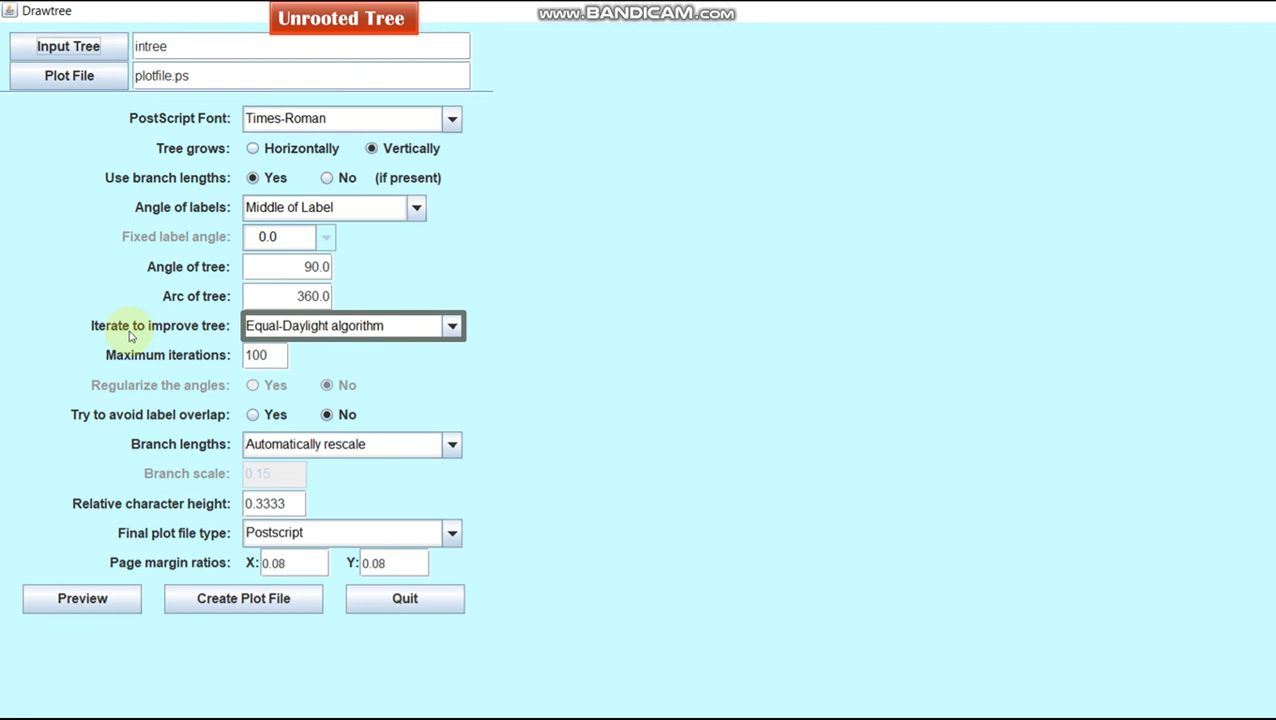 Drawtree
Unrooted Tree
www.BANDICAM.com
Input Tree intree
Plot File plotfile.ps
PostScript Font: Times-Roman
Tree grows: Horizontally Vertically
Use branch lengths: Yes No (if present)
Angle of labels: Middle of Label
Fixed label angle: 0.0
Angle of tree: 90.0
Arc of tree: 360.0
Iterate to improve tree: Equal-Daylight algorithm
Maximum iterations: 100
Regularize the angles: Yes No
Try to avoid label overlap: Yes No
Branch lengths: Automatically rescale
Branch scale: 0.15
Relative character height: 0.3333
Final plot file type: Postscript
Page margin ratios: X: 0.08 Y: 0.08
Preview Create Plot File Quit